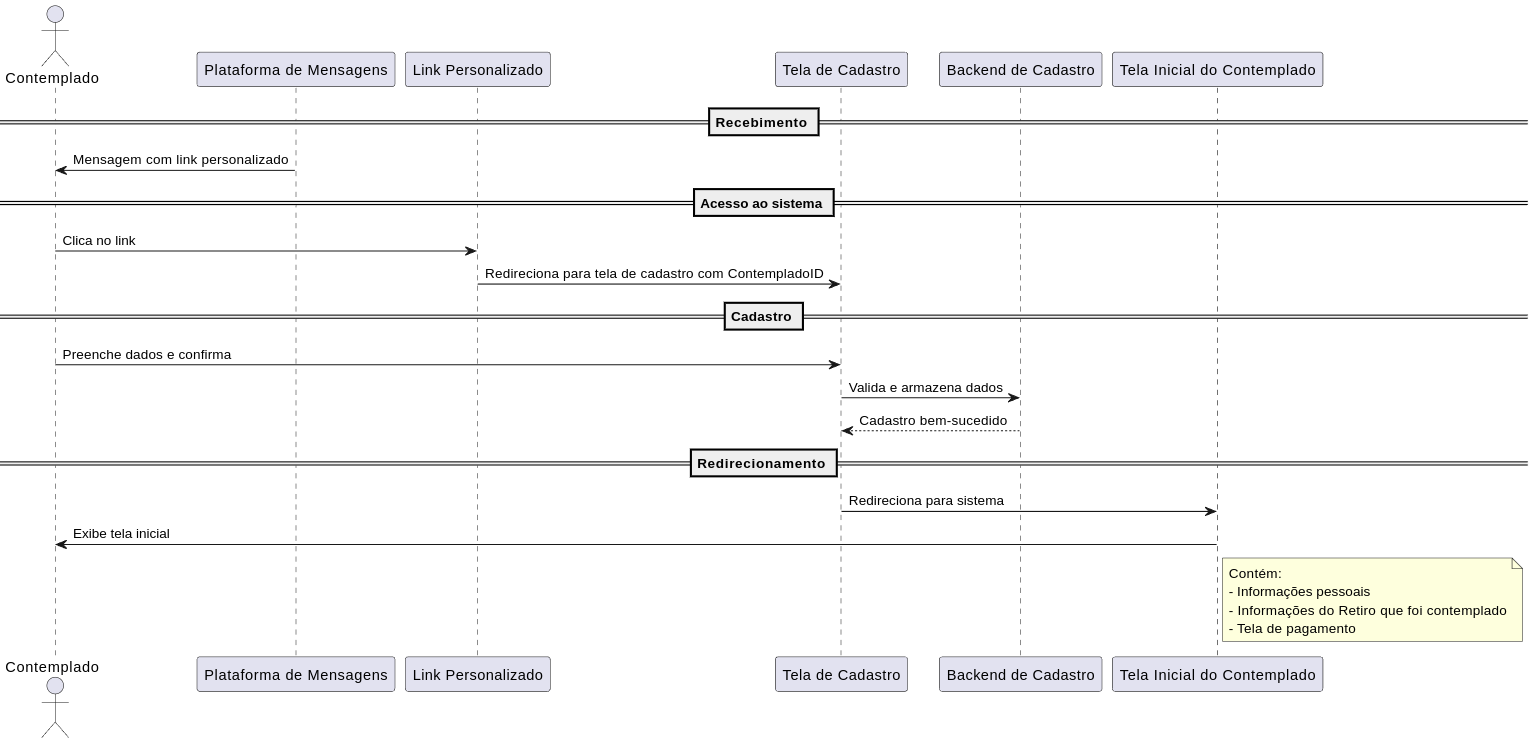 Contemplado
Plataforma de Mensagens
Link Personalizado
Tela de Cadastro
Backend de Cadastro
Tela Inicial do Contemplado
Recebimento
Mensagem com link personalizado
Acesso ao sistema
Clica no link
Redireciona para tela de cadastro com ContempladoID
Cadastro
Preenche dados e confirma
Valida e armazena dados
Cadastro bem-sucedido
Redirecionamento
Redireciona para sistema
Exibe tela inicial
Contém:
- Informações pessoais
- Informações do Retiro que foi contemplado
- Tela de pagamento
Contemplado
Plataforma de Mensagens
Link Personalizado
Tela de Cadastro
Backend de Cadastro
Tela Inicial do Contemplado